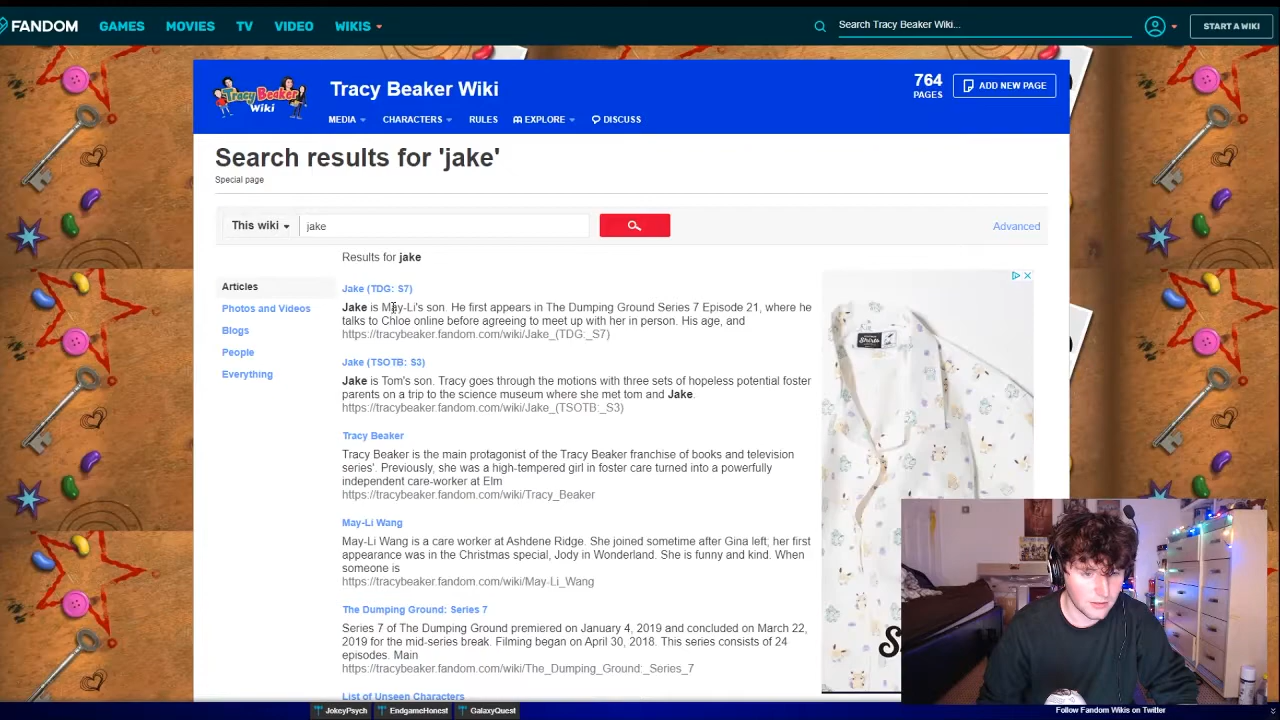 FANDOM GAMES MOVIES TV VIDEO WIKIS Search Tracy Beaker Wiki... START A WIKI
Tracy Beaker Wiki
Tracy Beaker Wiki
764 PAGES
ADD NEW PAGE
MEDIA CHARACTERS RULES EXPLORE DISCUSS
Search results for 'jake'
Special page
This wiki jake Advanced
Results for jake
Articles
Photos and Videos
Blogs
People
Everything
Jake (TDG: S7)
Jake is May-Li's son. He first appears in The Dumping Ground Series 7 Episode 21, where he
talks to Chloe online before agreeing to meet up with her in person. His age, and
https://tracybeaker.fandom.com/wiki/Jake_(TDG:_S7)
Jake (TSOTB: S3)
Jake is Tom's son. Tracy goes through the motions with three sets of hopeless potential foster
parents on a trip to the science museum where she met tom and Jake.
https://tracybeaker.fandom.com/wiki/Jake_(TSOTB:_S3)
Tracy Beaker
Tracy Beaker is the main protagonist of the Tracy Beaker franchise of books and television
series'. Previously, she was a high-tempered girl in foster care turned into a powerfully
independent care-worker at Elm
https://tracybeaker.fandom.com/wiki/Tracy_Beaker
May-Li Wang
May-Li Wang is a care worker at Ashdene Ridge. She joined sometime after Gina left; her first
appearance was in the Christmas special, Jody in Wonderland. She is funny and kind. When
someone is
https://tracybeaker.fandom.com/wiki/May-Li_Wang
The Dumping Ground: Series 7
Series 7 of The Dumping Ground premiered on January 4, 2019 and concluded on March 22,
2019 for the mid-series break. Filming began on April 30, 2018. This series consists of 24
episodes. Main
https://tracybeaker.fandom.com/wiki/The_Dumping_Ground:_Series_7
List of Unseen Characters
JokeyPsych EndgameHonest GalaxyQuest Follow Fandom Wikis on Twitter